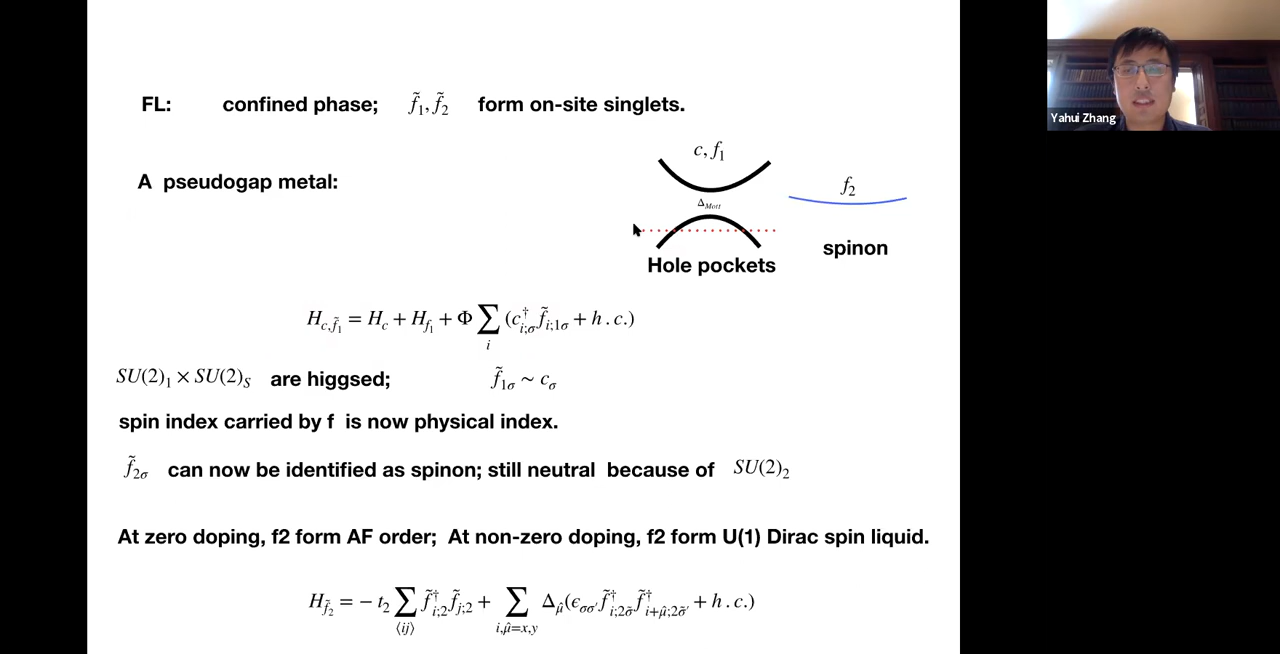 FL: confined phase; f̃₁, f̃₂ form on-site singlets.
Yahui Zhang
c, f₁
A pseudogap metal:
f₂
Δ_Mott
spinon
Hole pockets
H_{c,f̃₁} = H_c + H_{f₁} + Φ ∑_i (c†_{i;σ} f̃_{i;1σ} + h.c.)
SU(2)₁ × SU(2)_S are higgsed; f̃_{1σ} ~ c_σ
spin index carried by f is now physical index.
f̃_{2σ} can now be identified as spinon; still neutral because of SU(2)₂
At zero doping, f2 form AF order; At non-zero doping, f2 form U(1) Dirac spin liquid.
H_{f̃₂} = − t₂ ∑_{⟨ij⟩} f̃†_{i;2} f̃_{j;2} + ∑_{i,μ̂=x,y} Δ_{μ̂}(ϵ_{σσ′} f̃†_{i;2σ̃} f̃†_{i+μ̂;2σ̃′} + h.c.)